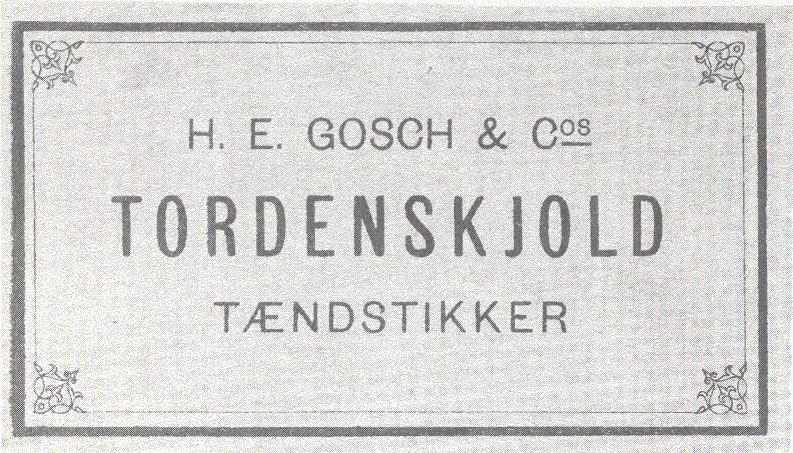 H. E. GOSCH & Cos
TORDENSKJOLD
TÆNDSTIKKER